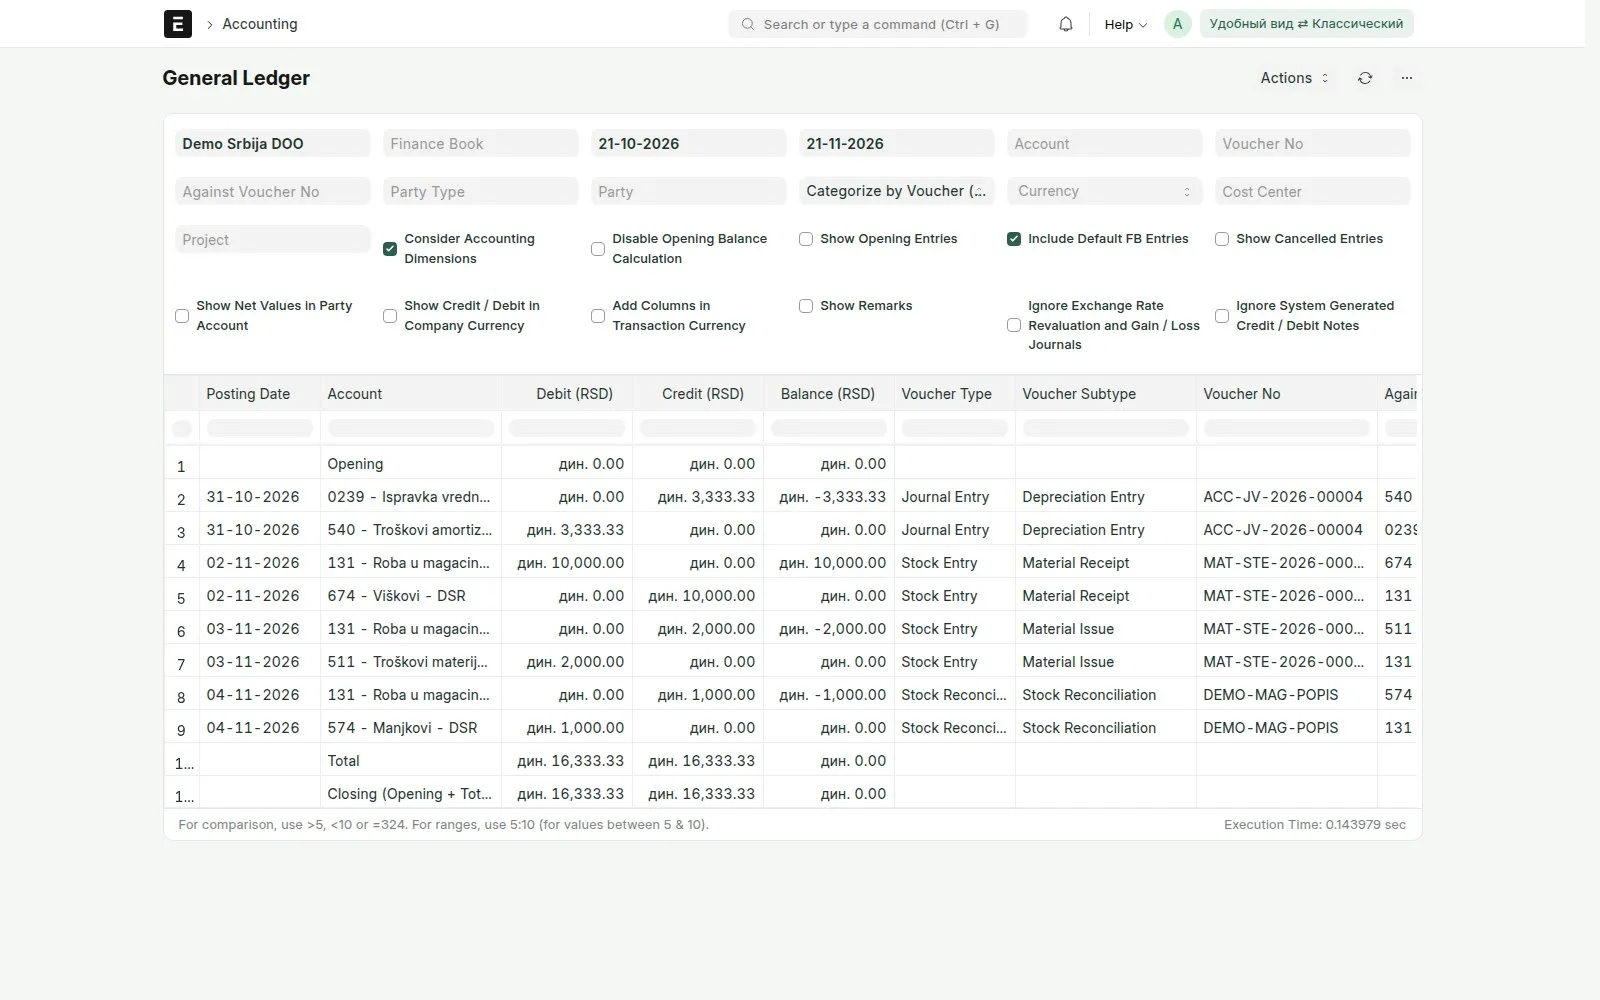 E
Accounting
Search or type a command (Ctrl + G)
Help
A
Удобный вид ⇄ Классический
General Ledger
Actions
Demo Srbija DOO
Finance Book
21-10-2026
21-11-2026
Account
Voucher No
Against Voucher No
Party Type
Party
Categorize by Voucher (...
Currency
Cost Center
Project
Consider Accounting
Dimensions
Disable Opening Balance
Calculation
Show Opening Entries
Include Default FB Entries
Show Cancelled Entries
Show Net Values in Party
Account
Show Credit / Debit in
Company Currency
Add Columns in
Transaction Currency
Show Remarks
Ignore Exchange Rate
Revaluation and Gain / Loss
Journals
Ignore System Generated
Credit / Debit Notes
Posting Date Account Debit (RSD) Credit (RSD) Balance (RSD) Voucher Type Voucher Subtype Voucher No Again
1 Opening дин. 0.00 дин. 0.00 дин. 0.00
2 31-10-2026 0239 - Ispravka vredn... дин. 0.00 дин. 3,333.33 дин. -3,333.33 Journal Entry Depreciation Entry ACC-JV-2026-00004 540
3 31-10-2026 540 - Troškovi amortiz... дин. 3,333.33 дин. 0.00 дин. 0.00 Journal Entry Depreciation Entry ACC-JV-2026-00004 0239
4 02-11-2026 131 - Roba u magacin... дин. 10,000.00 дин. 0.00 дин. 10,000.00 Stock Entry Material Receipt MAT-STE-2026-000... 674
5 02-11-2026 674 - Viškovi - DSR дин. 0.00 дин. 10,000.00 дин. 0.00 Stock Entry Material Receipt MAT-STE-2026-000... 131
6 03-11-2026 131 - Roba u magacin... дин. 0.00 дин. 2,000.00 дин. -2,000.00 Stock Entry Material Issue MAT-STE-2026-000... 511
7 03-11-2026 511 - Troškovi materij... дин. 2,000.00 дин. 0.00 дин. 0.00 Stock Entry Material Issue MAT-STE-2026-000... 131
8 04-11-2026 131 - Roba u magacin... дин. 0.00 дин. 1,000.00 дин. -1,000.00 Stock Reconci... Stock Reconciliation DEMO-MAG-POPIS 574
9 04-11-2026 574 - Manjkovi - DSR дин. 1,000.00 дин. 0.00 дин. 0.00 Stock Reconci... Stock Reconciliation DEMO-MAG-POPIS 131
1... Total дин. 16,333.33 дин. 16,333.33 дин. 0.00
1... Closing (Opening + Tot... дин. 16,333.33 дин. 16,333.33 дин. 0.00
For comparison, use >5, <10 or =324. For ranges, use 5:10 (for values between 5 & 10).
Execution Time: 0.143979 sec